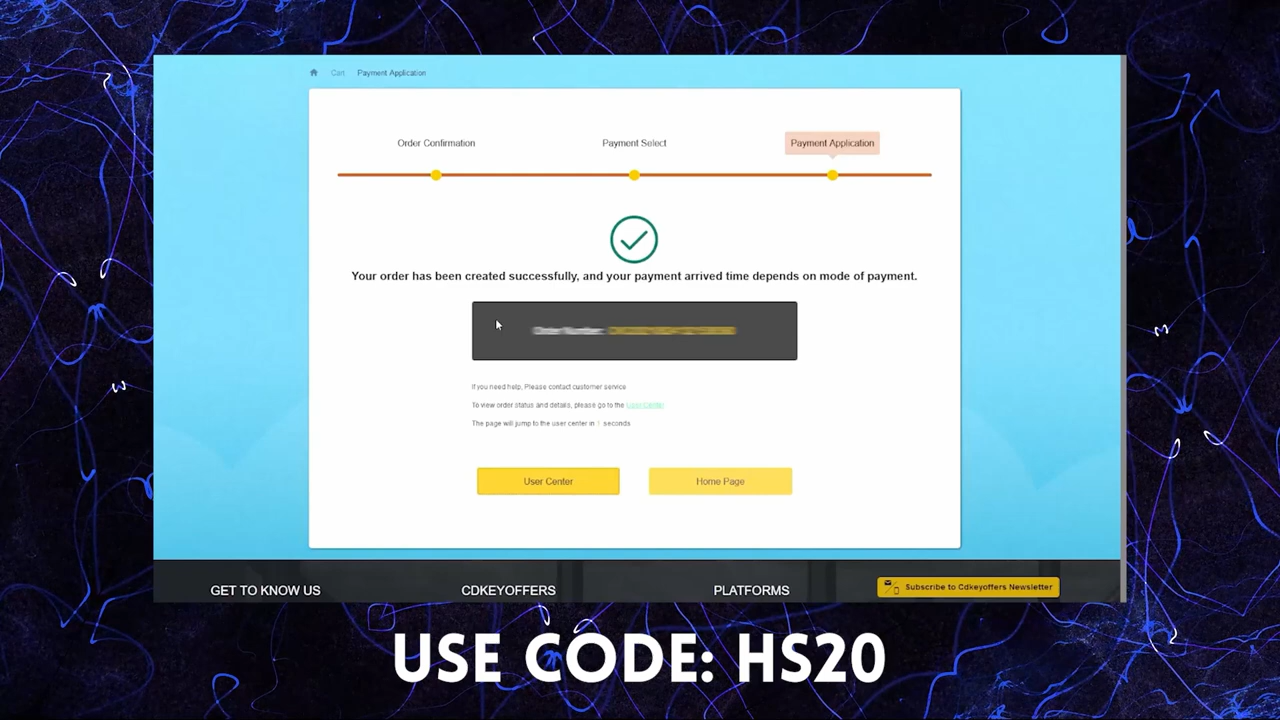 Cart Payment Application
Order Confirmation Payment Select Payment Application
Your order has been created successfully, and your payment arrived time depends on mode of payment.
If you need help, Please contact customer service
To view order status and details, please go to the User Center
The page will jump to the user center in 1 seconds
User Center Home Page
GET TO KNOW US CDKEYOFFERS PLATFORMS Subscribe to Cdkeyoffers Newsletter
USE CODE: HS20